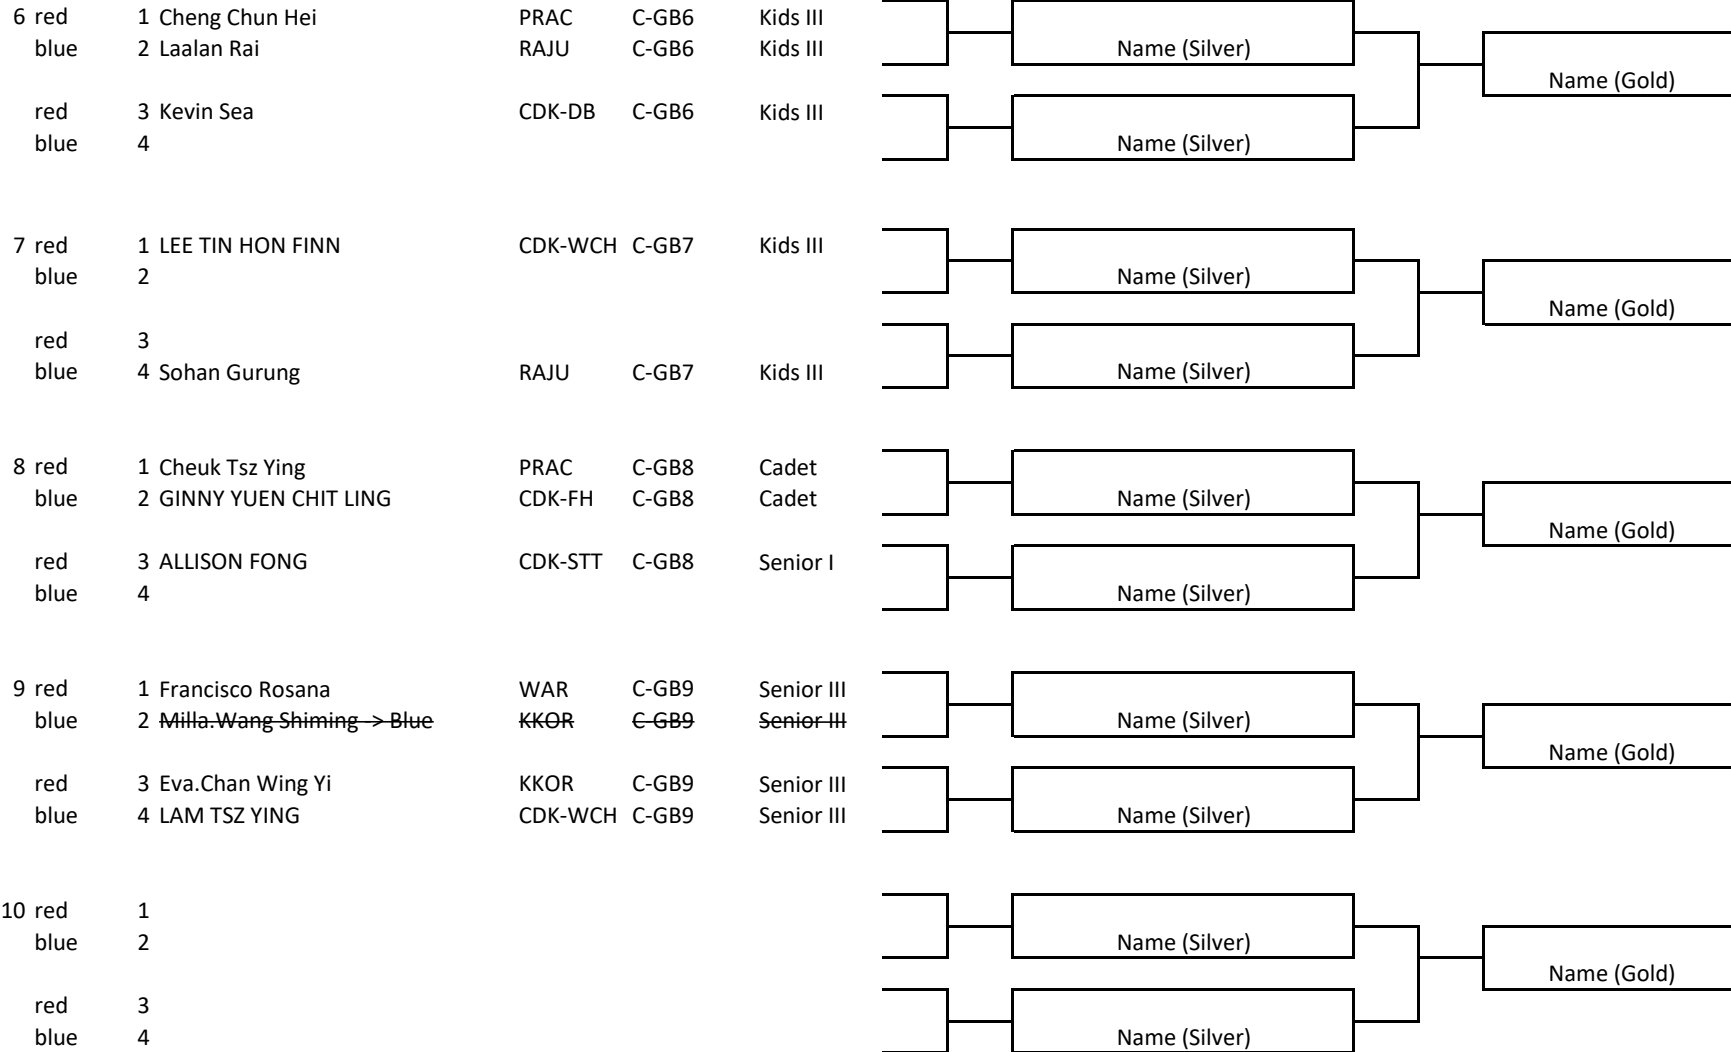 6 red 1 Cheng Chun Hei PRAC C-GB6 Kids III
blue 2 Laalan Rai RAJU C-GB6 Kids III Name (Silver)
Name (Gold)
red 3 Kevin Sea CDK-DB C-GB6 Kids III
blue 4 Name (Silver)
7 red 1 LEE TIN HON FINN CDK-WCH C-GB7 Kids III
blue 2 Name (Silver)
Name (Gold)
red 3
blue 4 Sohan Gurung RAJU C-GB7 Kids III Name (Silver)
8 red 1 Cheuk Tsz Ying PRAC C-GB8 Cadet
blue 2 GINNY YUEN CHIT LING CDK-FH C-GB8 Cadet Name (Silver)
Name (Gold)
red 3 ALLISON FONG CDK-STT C-GB8 Senior I
blue 4 Name (Silver)
9 red 1 Francisco Rosana WAR C-GB9 Senior III
blue 2 Milla.Wang Shiming -> Blue KKOR C-GB9 Senior III Name (Silver)
Name (Gold)
red 3 Eva.Chan Wing Yi KKOR C-GB9 Senior III
blue 4 LAM TSZ YING CDK-WCH C-GB9 Senior III Name (Silver)
10 red 1
blue 2 Name (Silver)
Name (Gold)
red 3
blue 4 Name (Silver)